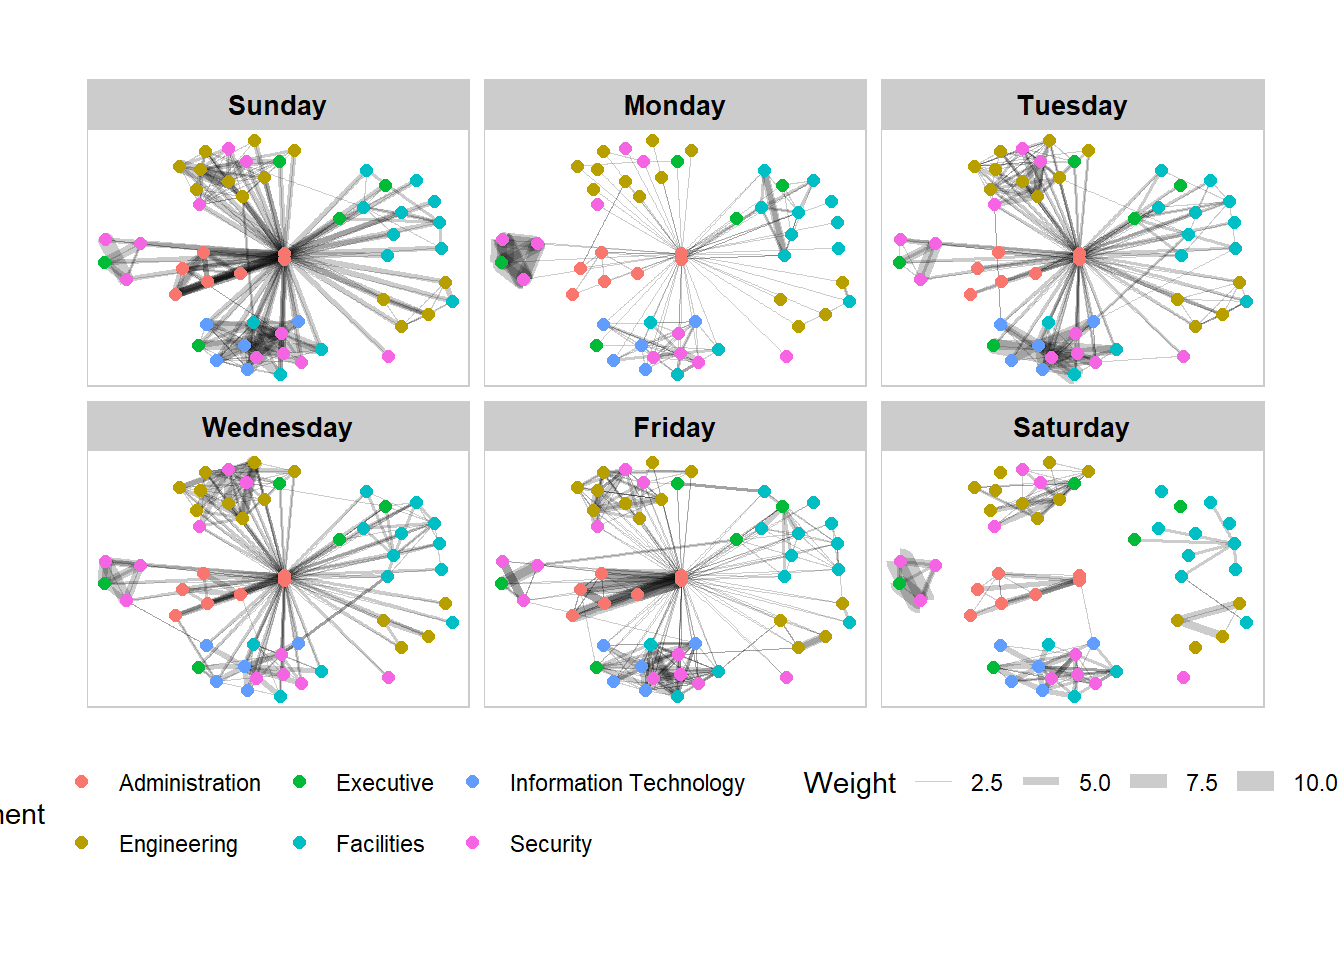 Sunday Monday Tuesday
Wednesday Friday Saturday
Administration Executive Information Technology Weight 2.5 5.0 7.5 10.0
Engineering Facilities Security